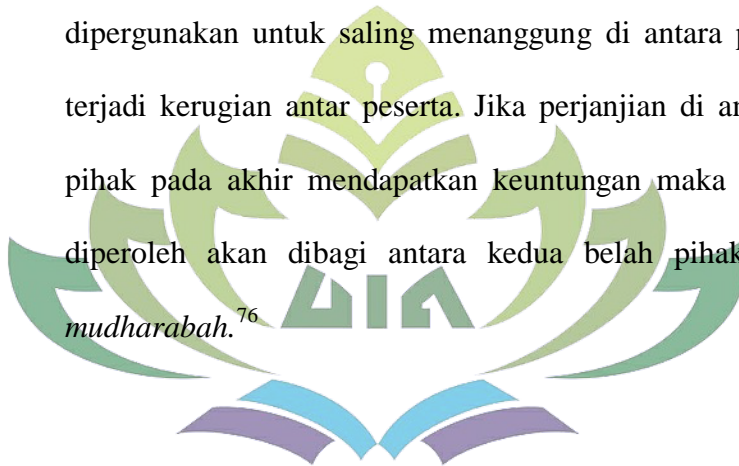 dipergunakan untuk saling menanggung di antara
terjadi kerugian antar peserta. Jika perjanjian di
pihak pada akhir mendapatkan keuntungan maka
diperoleh akan dibagi antara kedua belah pihak
mudharabah.76
UIN